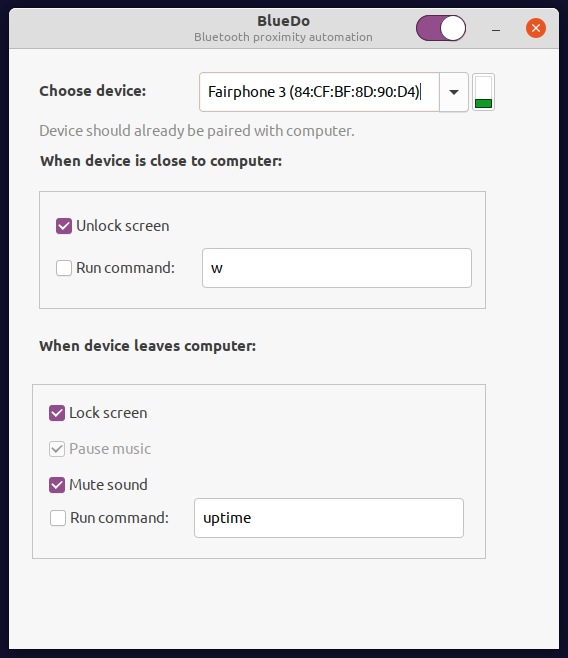 BlueDo
Bluetooth proximity automation
Choose device: Fairphone 3 (84:CF:BF:8D:90:D4)
Device should already be paired with computer.
When device is close to computer:
Unlock screen
Run command: w
When device leaves computer:
Lock screen
Pause music
Mute sound
Run command: uptime